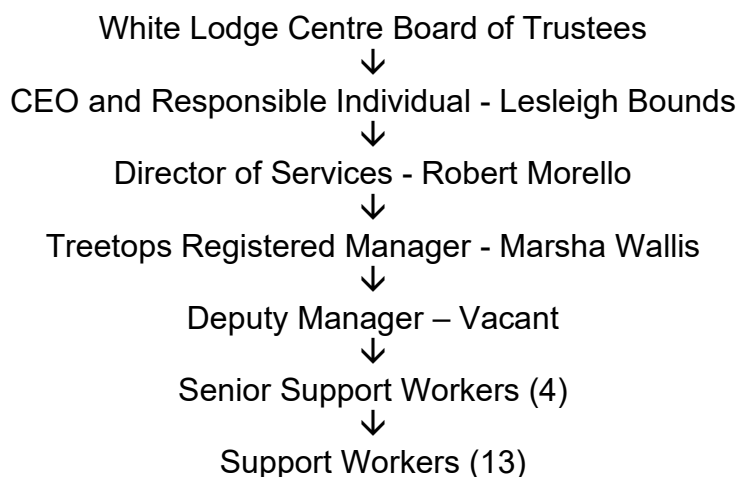 White Lodge Centre Board of Trustees
↓
CEO and Responsible Individual - Lesleigh Bounds
↓
Director of Services - Robert Morello
↓
Treetops Registered Manager - Marsha Wallis
↓
Deputy Manager – Vacant
↓
Senior Support Workers (4)
↓
Support Workers (13)